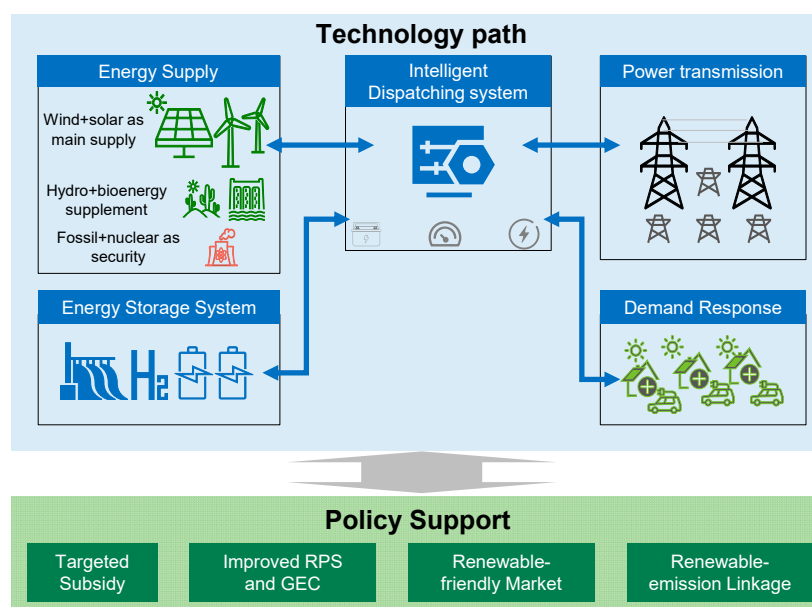 Technology path
Energy Supply
Wind+solar as
main supply
Hydro+bioenergy
supplement
Fossil+nuclear as
security
Intelligent
Dispatching system
Power transmission
Energy Storage System
H2
Demand Response
Policy Support
Targeted
Subsidy
Improved RPS
and GEC
Renewable-
friendly Market
Renewable-
emission Linkage